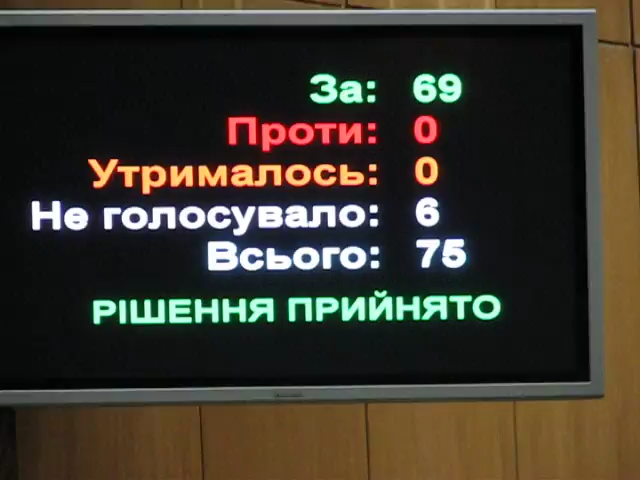 За: 69
Проти: 0
Утрималось: 0
Не голосувало: 6
Всього: 75
РІШЕННЯ ПРИЙНЯТО